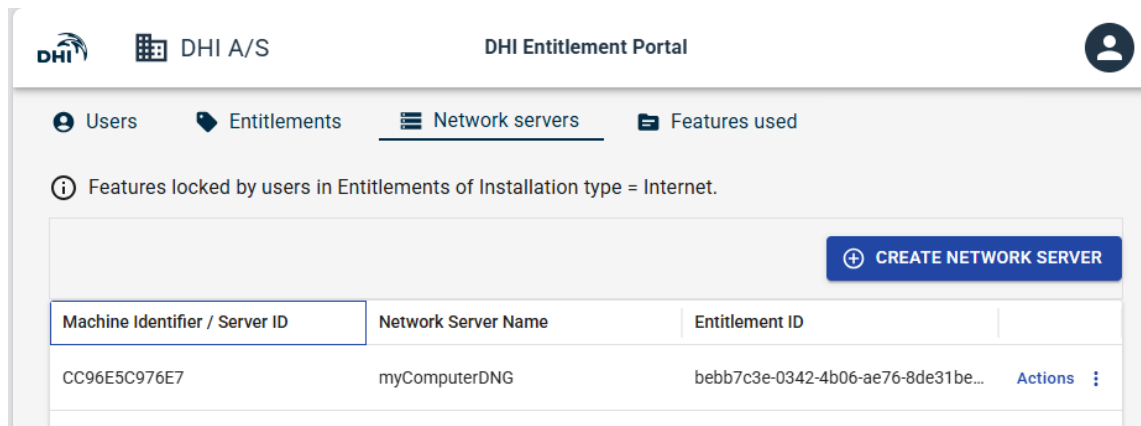 DHI
DHI A/S
DHI Entitlement Portal
Users
Entitlements
Network servers
Features used
Features locked by users in Entitlements of Installation type = Internet.
CREATE NETWORK SERVER
Machine Identifier / Server ID
Network Server Name
Entitlement ID
CC96E5C976E7
myComputerDNG
bebb7c3e-0342-4b06-ae76-8de31be...
Actions